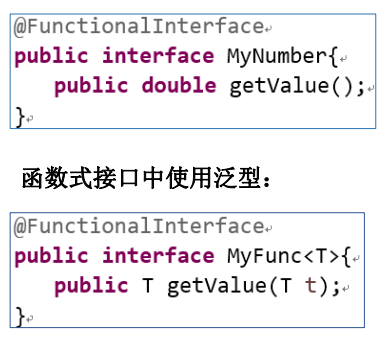 @FunctionalInterface
public interface MyNumber{
public double getValue();
}
函数式接口中使用泛型：
@FunctionalInterface
public interface MyFunc<T>{
public T getValue(T t);
}